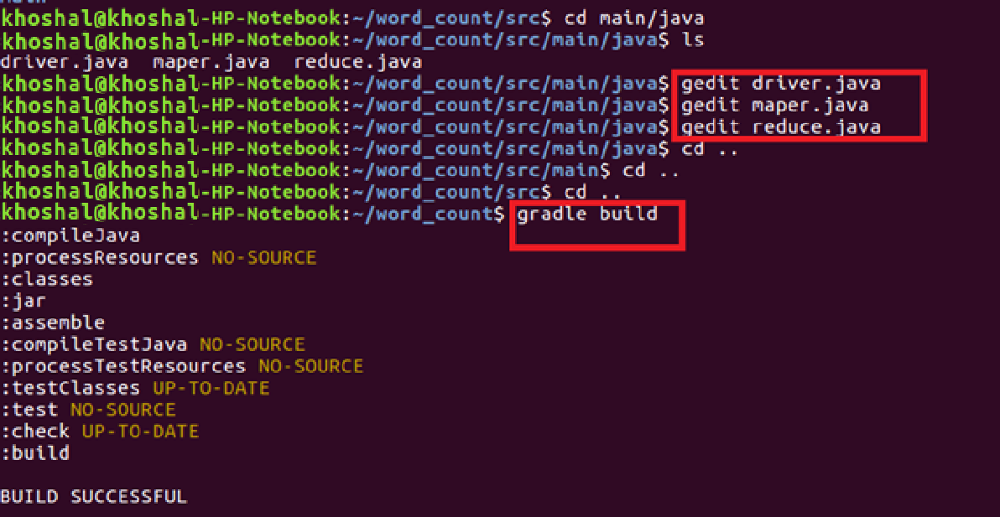 khoshal@khoshal-HP-Notebook:~/word_count/src$ cd main/java
khoshal@khoshal-HP-Notebook:~/word_count/src/main/java$ ls
driver.java  maper.java  reduce.java
khoshal@khoshal-HP-Notebook:~/word_count/src/main/java$ gedit driver.java
khoshal@khoshal-HP-Notebook:~/word_count/src/main/java$ gedit maper.java
khoshal@khoshal-HP-Notebook:~/word_count/src/main/java$ gedit reduce.java
khoshal@khoshal-HP-Notebook:~/word_count/src/main/java$ cd ..
khoshal@khoshal-HP-Notebook:~/word_count/src/main$ cd ..
khoshal@khoshal-HP-Notebook:~/word_count/src$ cd ..
khoshal@khoshal-HP-Notebook:~/word_count$ gradle build
:compileJava
:processResources NO-SOURCE
:classes
:jar
:assemble
:compileTestJava NO-SOURCE
:processTestResources NO-SOURCE
:testClasses UP-TO-DATE
:test NO-SOURCE
:check UP-TO-DATE
:build
BUILD SUCCESSFUL